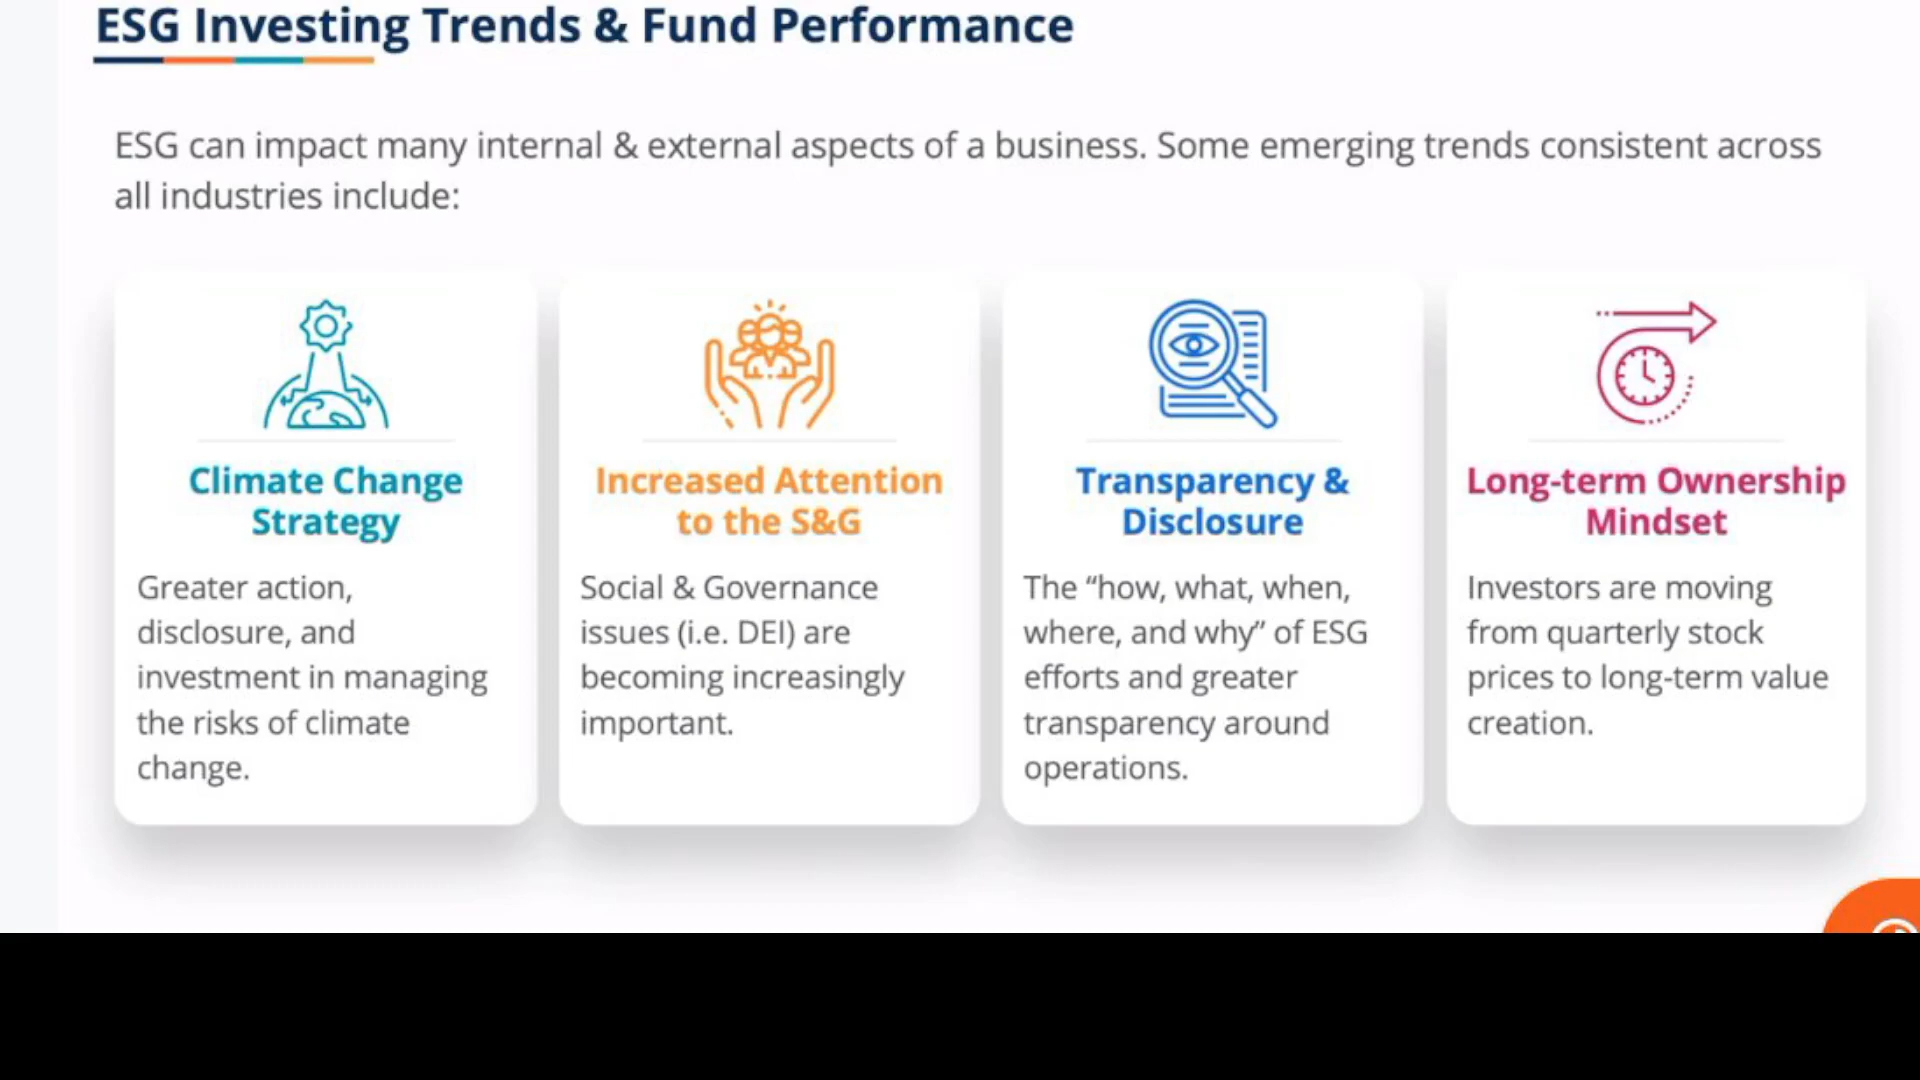 ESG Investing Trends & Fund Performance
ESG can impact many internal & external aspects of a business. Some emerging trends consistent across
all industries include:
Climate Change
Strategy
Greater action,
disclosure, and
investment in managing
the risks of climate
change.
Increased Attention
to the S&G
Social & Governance
issues (i.e. DEI) are
becoming increasingly
important.
Transparency &
Disclosure
The “how, what, when,
where, and why” of ESG
efforts and greater
transparency around
operations.
Long-term Ownership
Mindset
Investors are moving
from quarterly stock
prices to long-term value
creation.